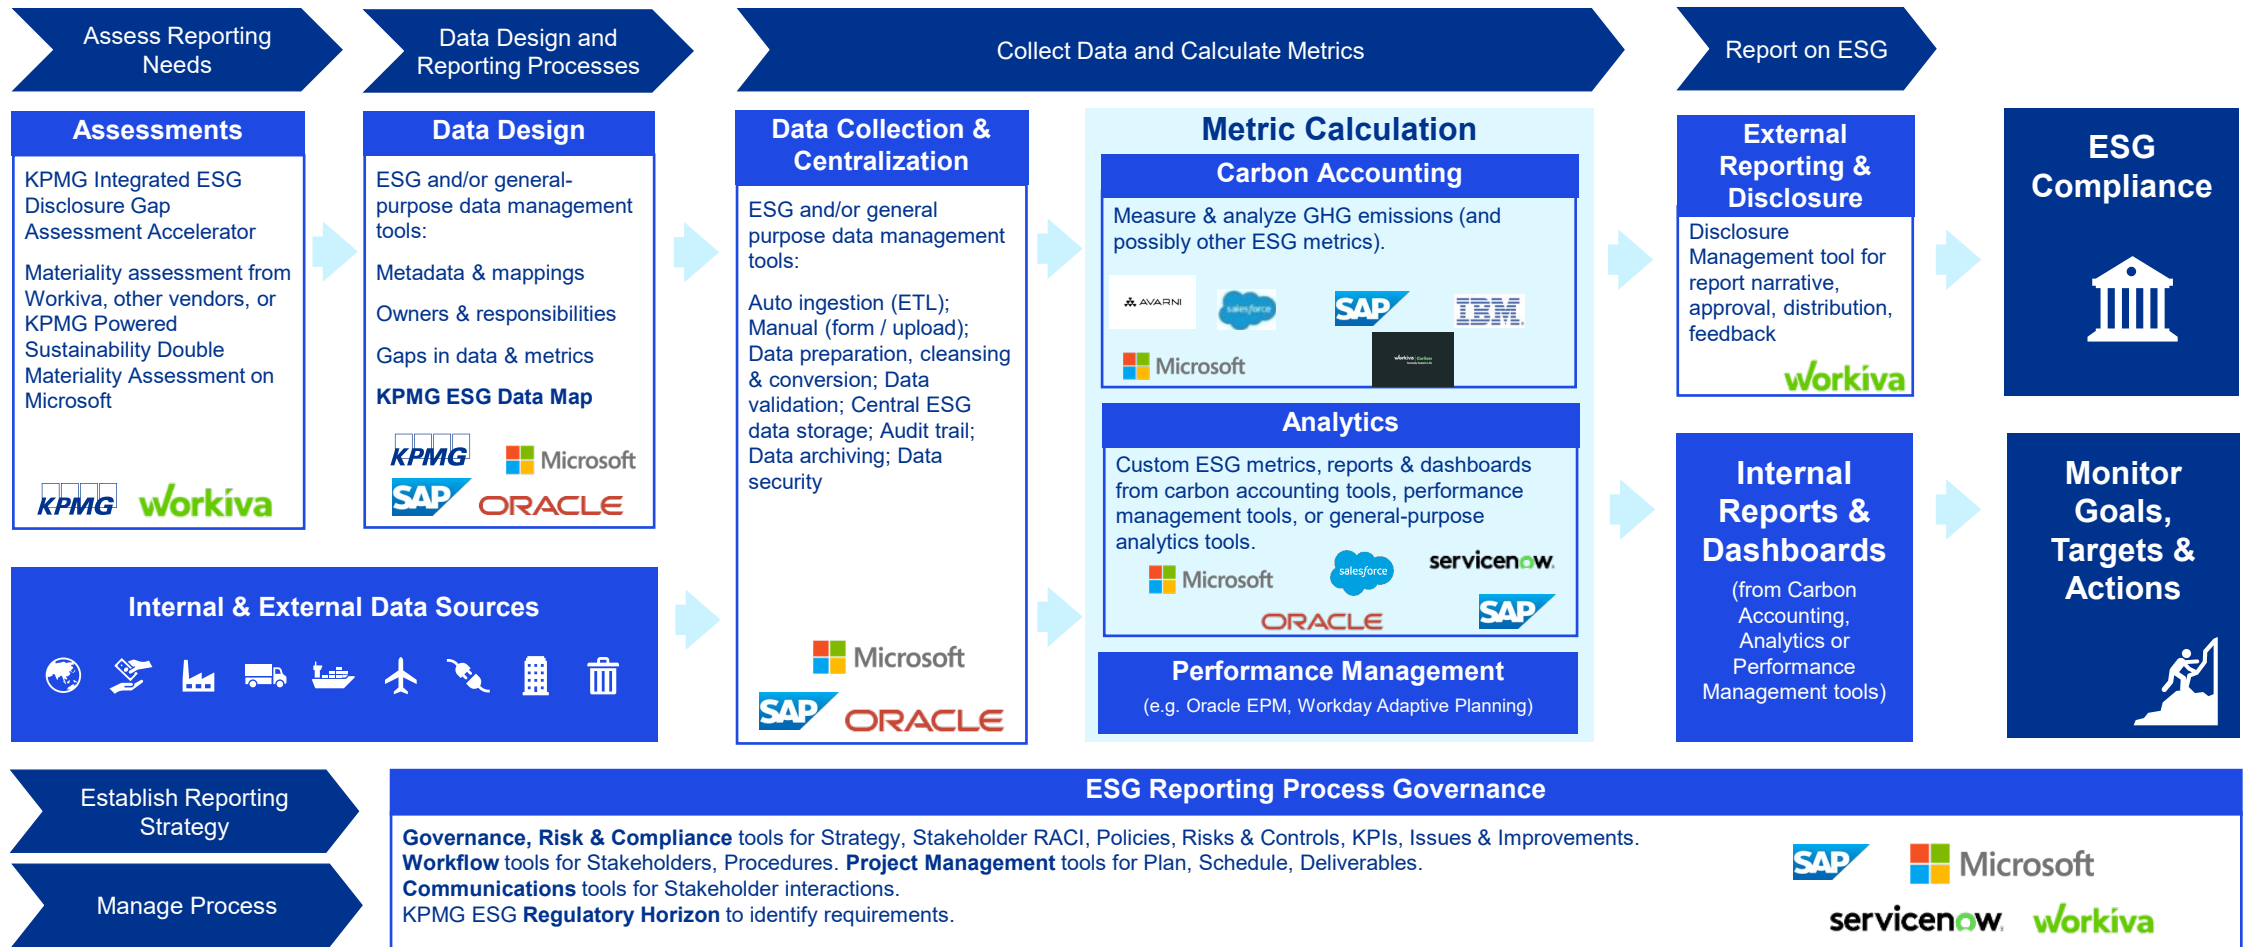 Assess Reporting
Needs
Data Design and
Reporting Processes
Collect Data and Calculate Metrics
Report on ESG
Assessments
KPMG Integrated ESG
Disclosure Gap
Assessment Accelerator
Materiality assessment from
Workiva, other vendors, or
KPMG Powered
Sustainability Double
Materiality Assessment on
Microsoft
KPMG workiva
Data Design
ESG and/or general-
purpose data management
tools:
Metadata & mappings
Owners & responsibilities
Gaps in data & metrics
KPMG ESG Data Map
KPMG Microsoft
SAP ORACLE
Internal & External Data Sources
Data Collection &
Centralization
ESG and/or general
purpose data management
tools:
Auto ingestion (ETL);
Manual (form / upload);
Data preparation, cleansing
& conversion; Data
validation; Central ESG
data storage; Audit trail;
Data archiving; Data
security
Microsoft
SAP ORACLE
Metric Calculation
Carbon Accounting
Measure & analyze GHG emissions (and
possibly other ESG metrics).
AVARNI salesforce SAP IBM
Microsoft workiva Carbon
Analytics
Custom ESG metrics, reports & dashboards
from carbon accounting tools, performance
management tools, or general-purpose
analytics tools.
Microsoft salesforce servicenow
ORACLE SAP
Performance Management
(e.g. Oracle EPM, Workday Adaptive Planning)
External
Reporting &
Disclosure
Disclosure
Management tool for
report narrative,
approval, distribution,
feedback
workiva
Internal
Reports &
Dashboards
(from Carbon
Accounting,
Analytics or
Performance
Management tools)
ESG
Compliance
Monitor
Goals,
Targets &
Actions
Establish Reporting
Strategy
Manage Process
ESG Reporting Process Governance
Governance, Risk & Compliance tools for Strategy, Stakeholder RACI, Policies, Risks & Controls, KPIs, Issues & Improvements.
Workflow tools for Stakeholders, Procedures. Project Management tools for Plan, Schedule, Deliverables.
Communications tools for Stakeholder interactions.
KPMG ESG Regulatory Horizon to identify requirements.
SAP Microsoft
servicenow workiva